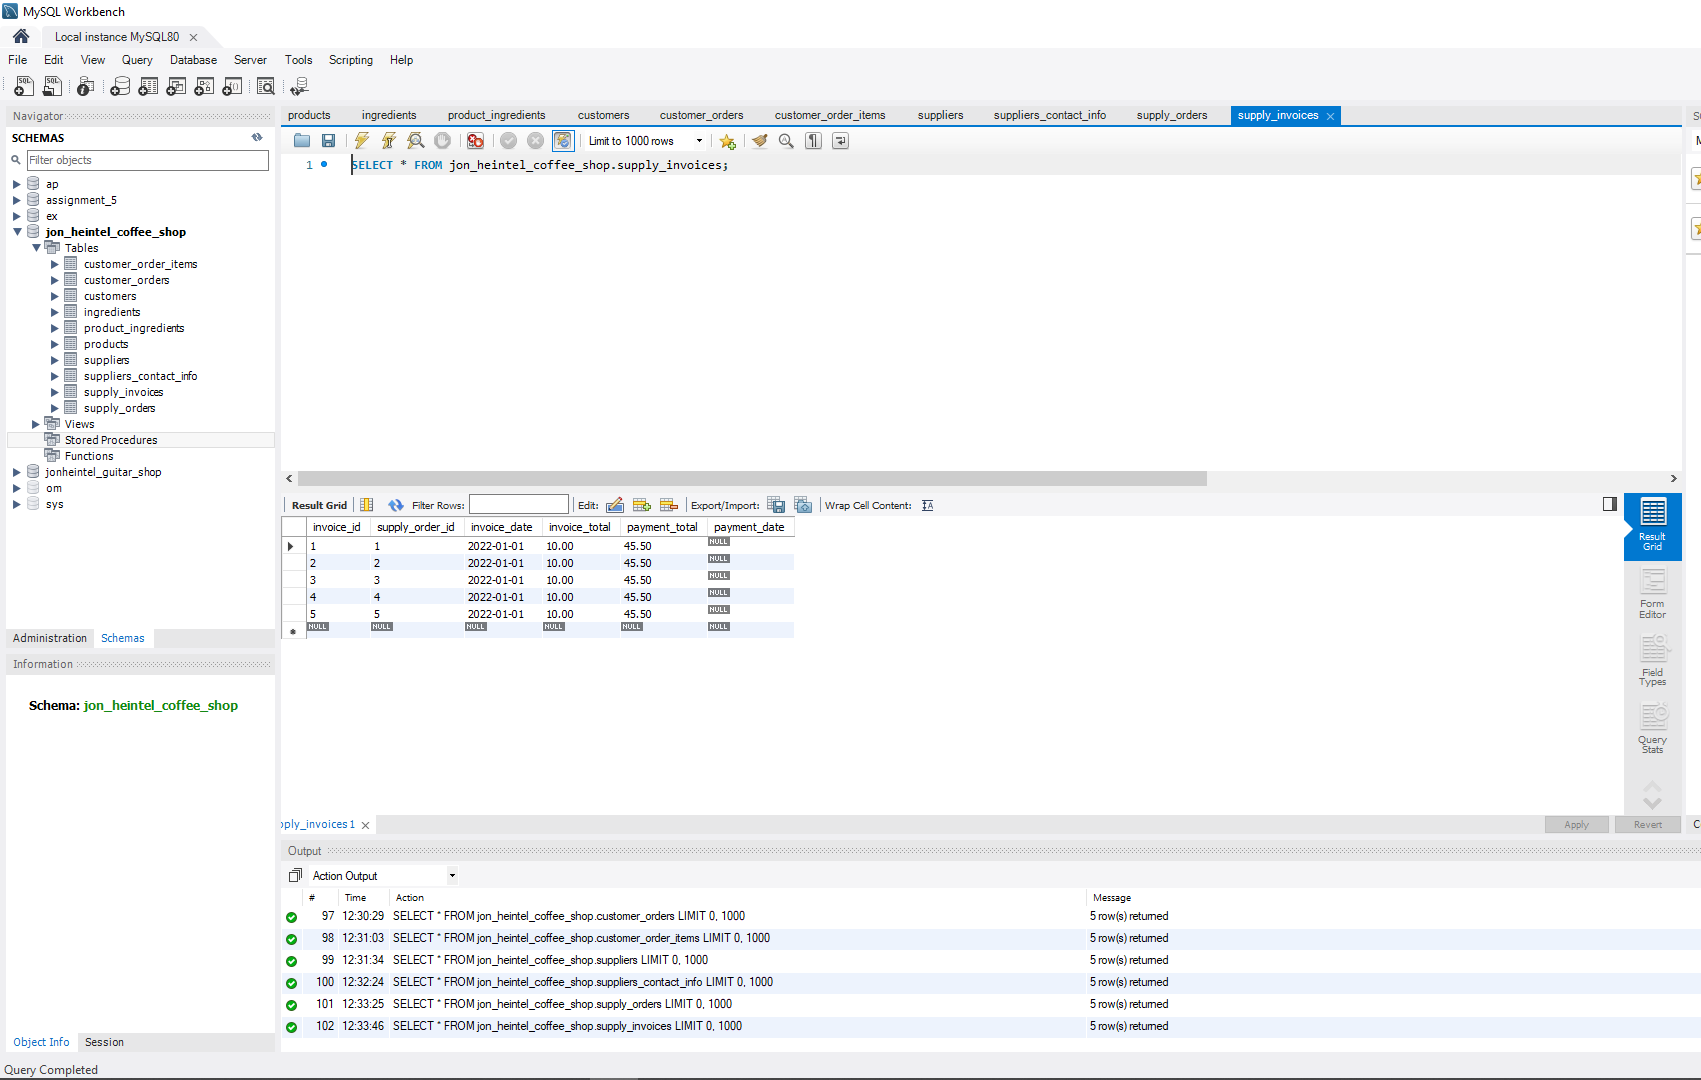 MySQL Workbench
Local instance MySQL80
File Edit View Query Database Server Tools Scripting Help
Navigator
SCHEMAS
Filter objects
ap
assignment_5
ex
jon_heintel_coffee_shop
Tables
customer_order_items
customer_orders
customers
ingredients
product_ingredients
products
suppliers
suppliers_contact_info
supply_invoices
supply_orders
Views
Stored Procedures
Functions
jonheintel_guitar_shop
om
sys
Administration Schemas
Information
Schema: jon_heintel_coffee_shop
Object Info Session
Query Completed
products ingredients product_ingredients customers customer_orders customer_order_items suppliers suppliers_contact_info supply_orders supply_invoices
Limit to 1000 rows
1 SELECT * FROM jon_heintel_coffee_shop.supply_invoices;
Result Grid Filter Rows: Edit: Export/Import: Wrap Cell Content:
invoice_id supply_order_id invoice_date invoice_total payment_total payment_date
1 1 2022-01-01 10.00 45.50 NULL
2 2 2022-01-01 10.00 45.50 NULL
3 3 2022-01-01 10.00 45.50 NULL
4 4 2022-01-01 10.00 45.50 NULL
5 5 2022-01-01 10.00 45.50 NULL
NULL NULL NULL NULL NULL NULL
Result
Grid
Form
Editor
Field
Types
Query
Stats
pply_invoices 1
Apply Revert
Output
Action Output
# Time Action Message
97 12:30:29 SELECT * FROM jon_heintel_coffee_shop.customer_orders LIMIT 0, 1000 5 row(s) returned
98 12:31:03 SELECT * FROM jon_heintel_coffee_shop.customer_order_items LIMIT 0, 1000 5 row(s) returned
99 12:31:34 SELECT * FROM jon_heintel_coffee_shop.suppliers LIMIT 0, 1000 5 row(s) returned
100 12:32:24 SELECT * FROM jon_heintel_coffee_shop.suppliers_contact_info LIMIT 0, 1000 5 row(s) returned
101 12:33:25 SELECT * FROM jon_heintel_coffee_shop.supply_orders LIMIT 0, 1000 5 row(s) returned
102 12:33:46 SELECT * FROM jon_heintel_coffee_shop.supply_invoices LIMIT 0, 1000 5 row(s) returned